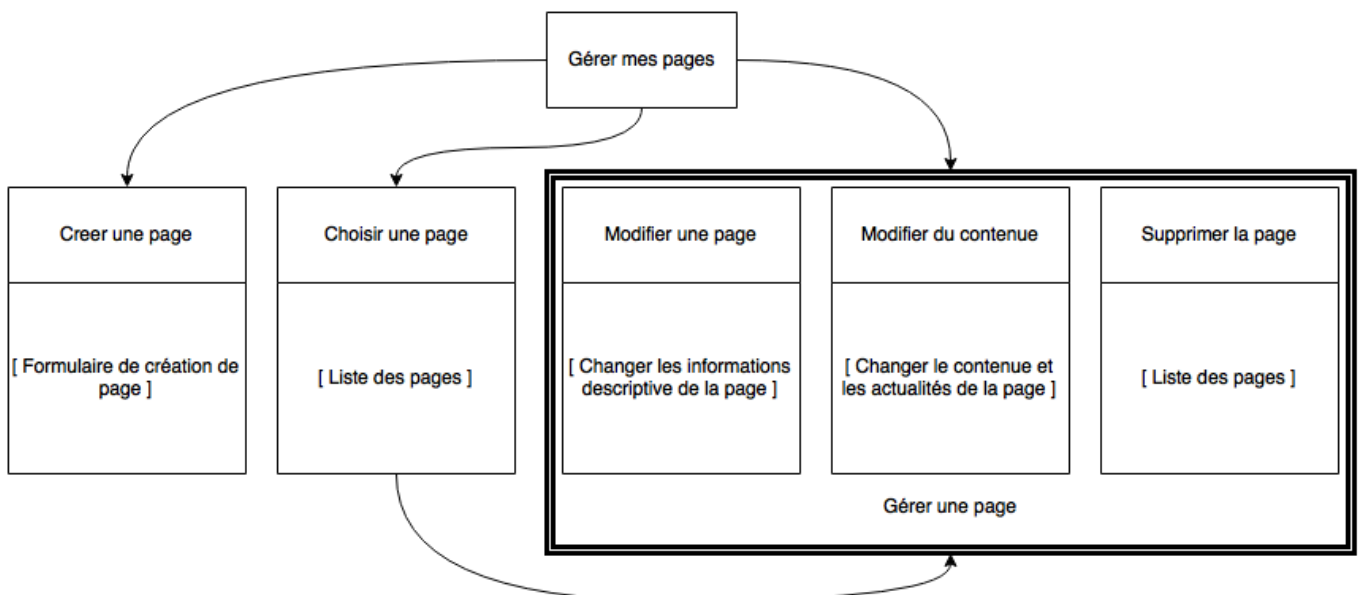 Gérer mes pages
Creer une page
Choisir une page
Modifier une page
Modifier du contenue
Supprimer la page
[ Formulaire de création de
page ]
[ Liste des pages ]
[ Changer les informations
descriptive de la page ]
[ Changer le contenue et
les actualités de la page ]
[ Liste des pages ]
Gérer une page